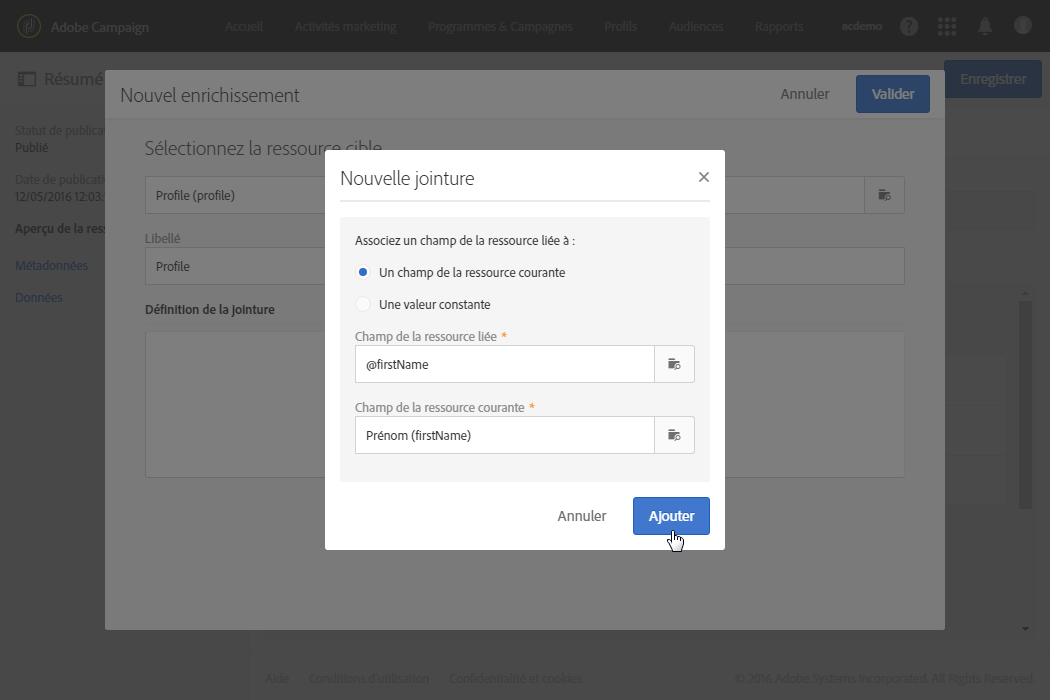 Adobe Campaign
Accueil
Activités marketing
Programmes & Campagnes
Profils
Audiences
Rapports
acdemo
?
Résumé
Enregistrer
Nouvel enrichissement
Annuler
Valider
Statut de publica
Publié
Date de publicati
12/05/2016 12:03:
Aperçu de la ress
Métadonnées
Données
Sélectionnez la ressource cible
Profile (profile)
Libellé
Profile
Définition de la jointure
Nouvelle jointure
×
Associez un champ de la ressource liée à :
Un champ de la ressource courante
Une valeur constante
Champ de la ressource liée *
@firstName
Champ de la ressource courante *
Prénom (firstName)
Annuler
Ajouter
Aide
Conditions d'utilisation
Confidentialité et cookies
© 2016 Adobe Systems Incorporated. All Rights Reserved.